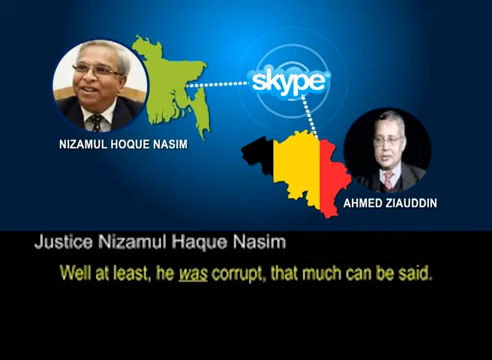 skype
NIZAMUL HOQUE NASIM
AHMED ZIAUDDIN
Justice Nizamul Haque Nasim
Well at least, he was corrupt, that much can be said.